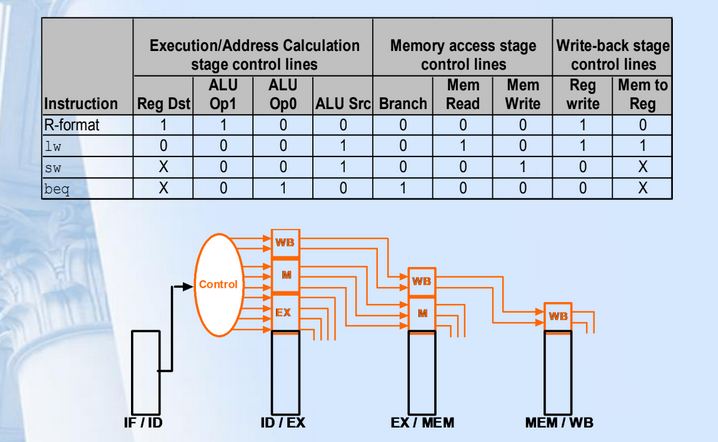 Execution/Address Calculation stage control lines
Memory access stage control lines
Write-back stage control lines
Instruction Reg Dst ALU Op1 ALU Op0 ALU Src Branch Mem Read Mem Write Reg write Mem to Reg
R-format 1 1 0 0 0 0 0 1 0
lw 0 0 0 1 0 1 0 1 1
sw X 0 0 1 0 0 1 0 X
beq X 0 1 0 1 0 0 0 X
WB
Control
M
WB
EX
M
WB
IF / ID
ID / EX
EX / MEM
MEM / WB